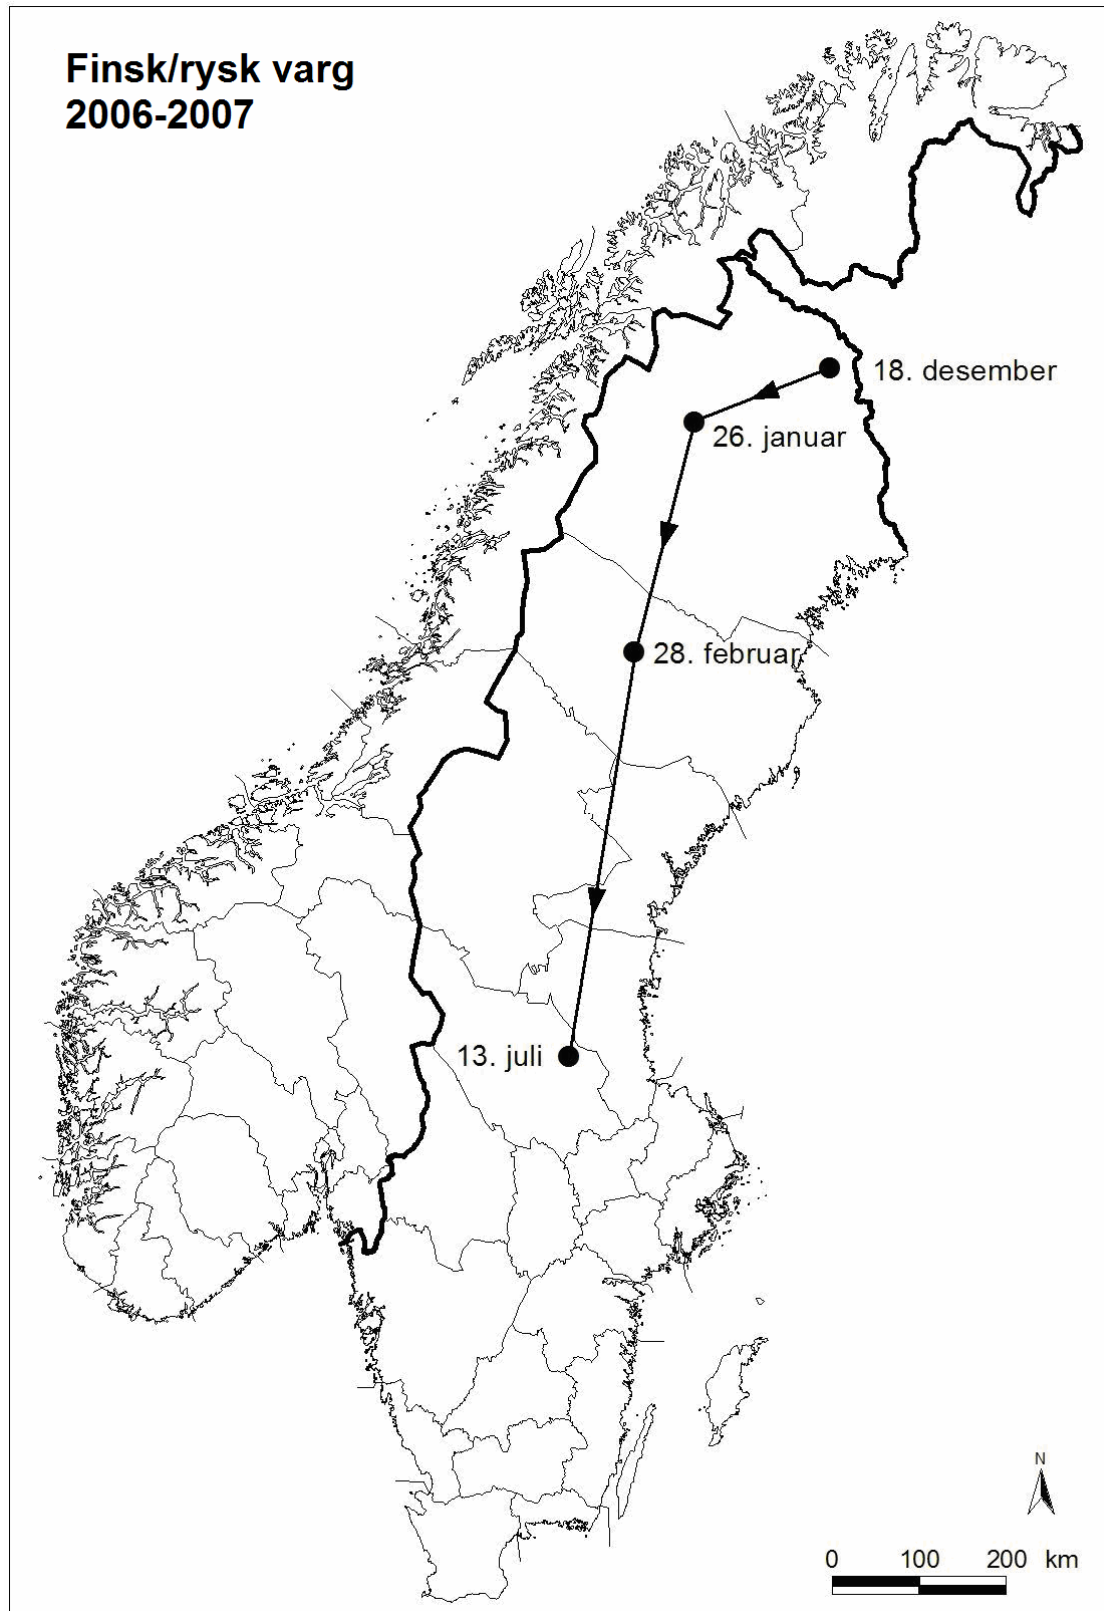 Finsk/rysk varg
2006-2007
18. desember
26. januar
28. februar
13. juli
N
0 100 200 km